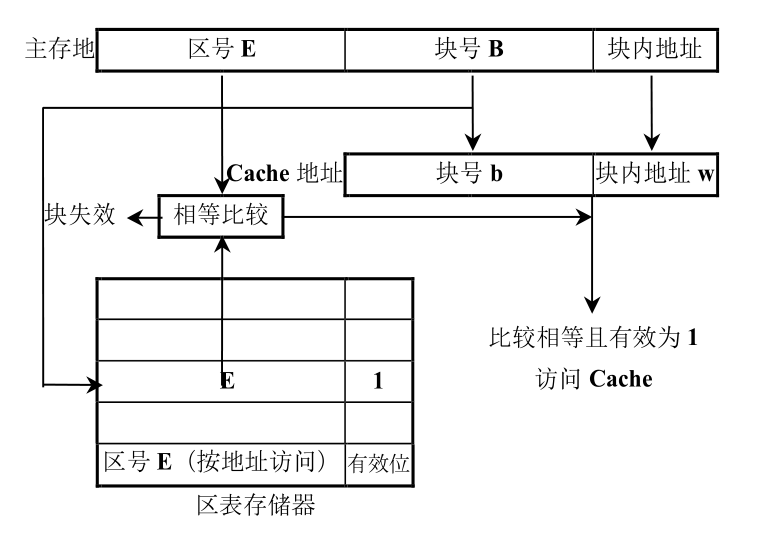 主存地 区号 E 块号 B 块内地址
Cache 地址 块号 b 块内地址 w
块失效 相等比较
比较相等且有效为 1
访问 Cache
E 1
区号 E（按地址访问） 有效位
区表存储器